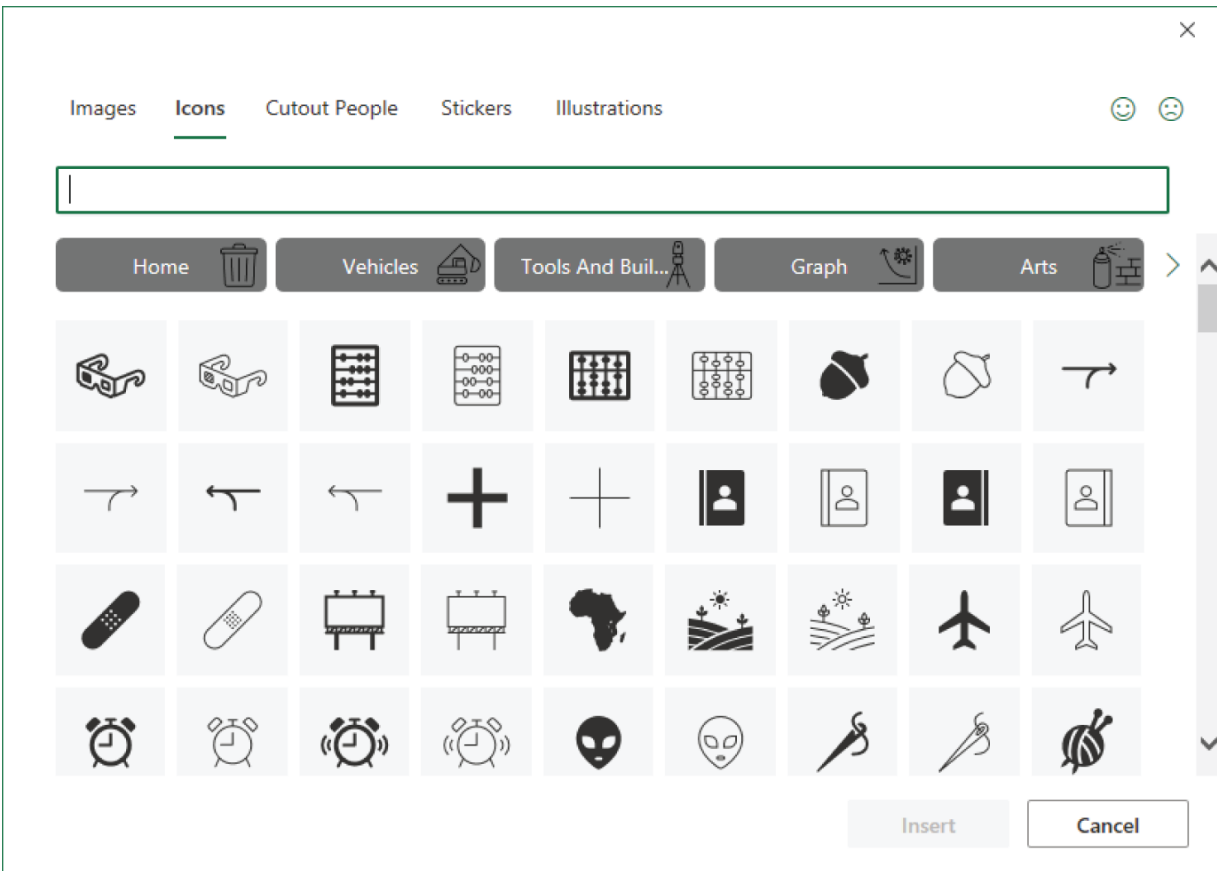 Images Icons Cutout People Stickers Illustrations
Home Vehicles Tools And Buil... Graph Arts
Insert Cancel